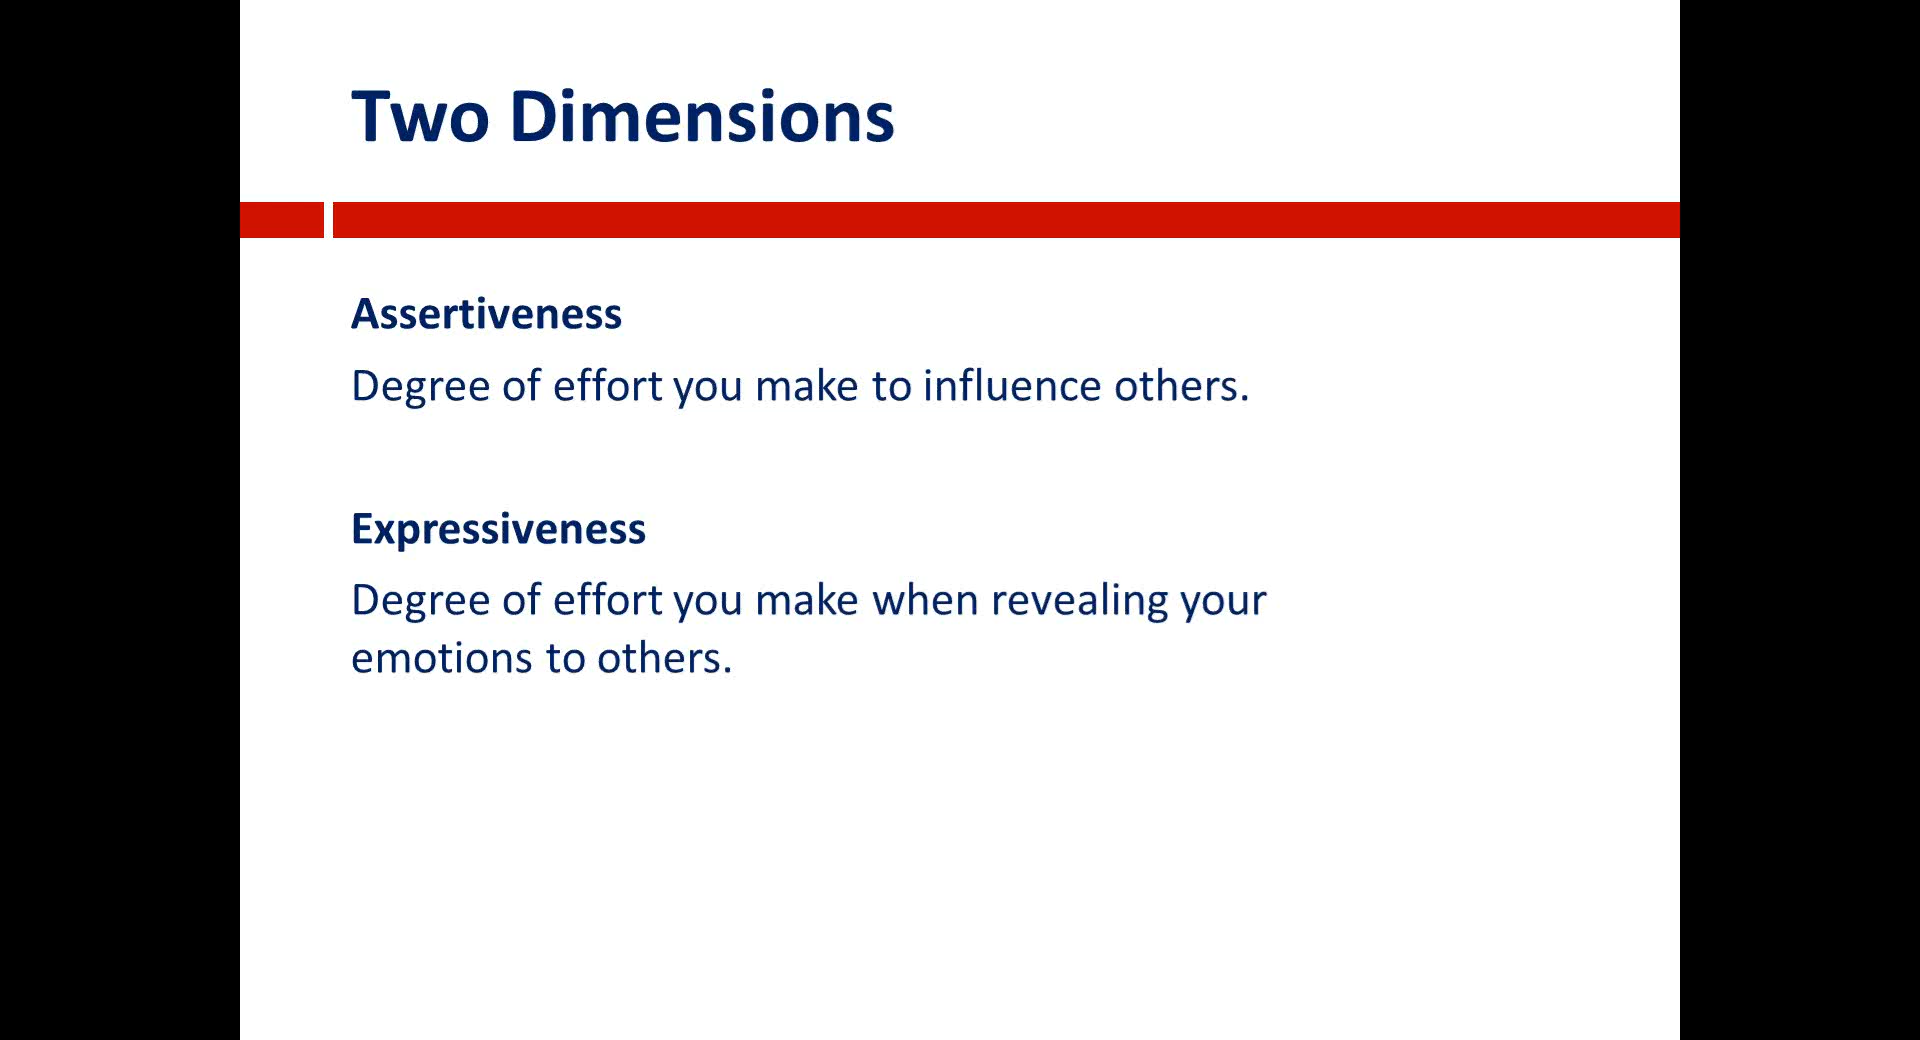 Two Dimensions
Assertiveness
Degree of effort you make to influence others.
Expressiveness
Degree of effort you make when revealing your
emotions to others.